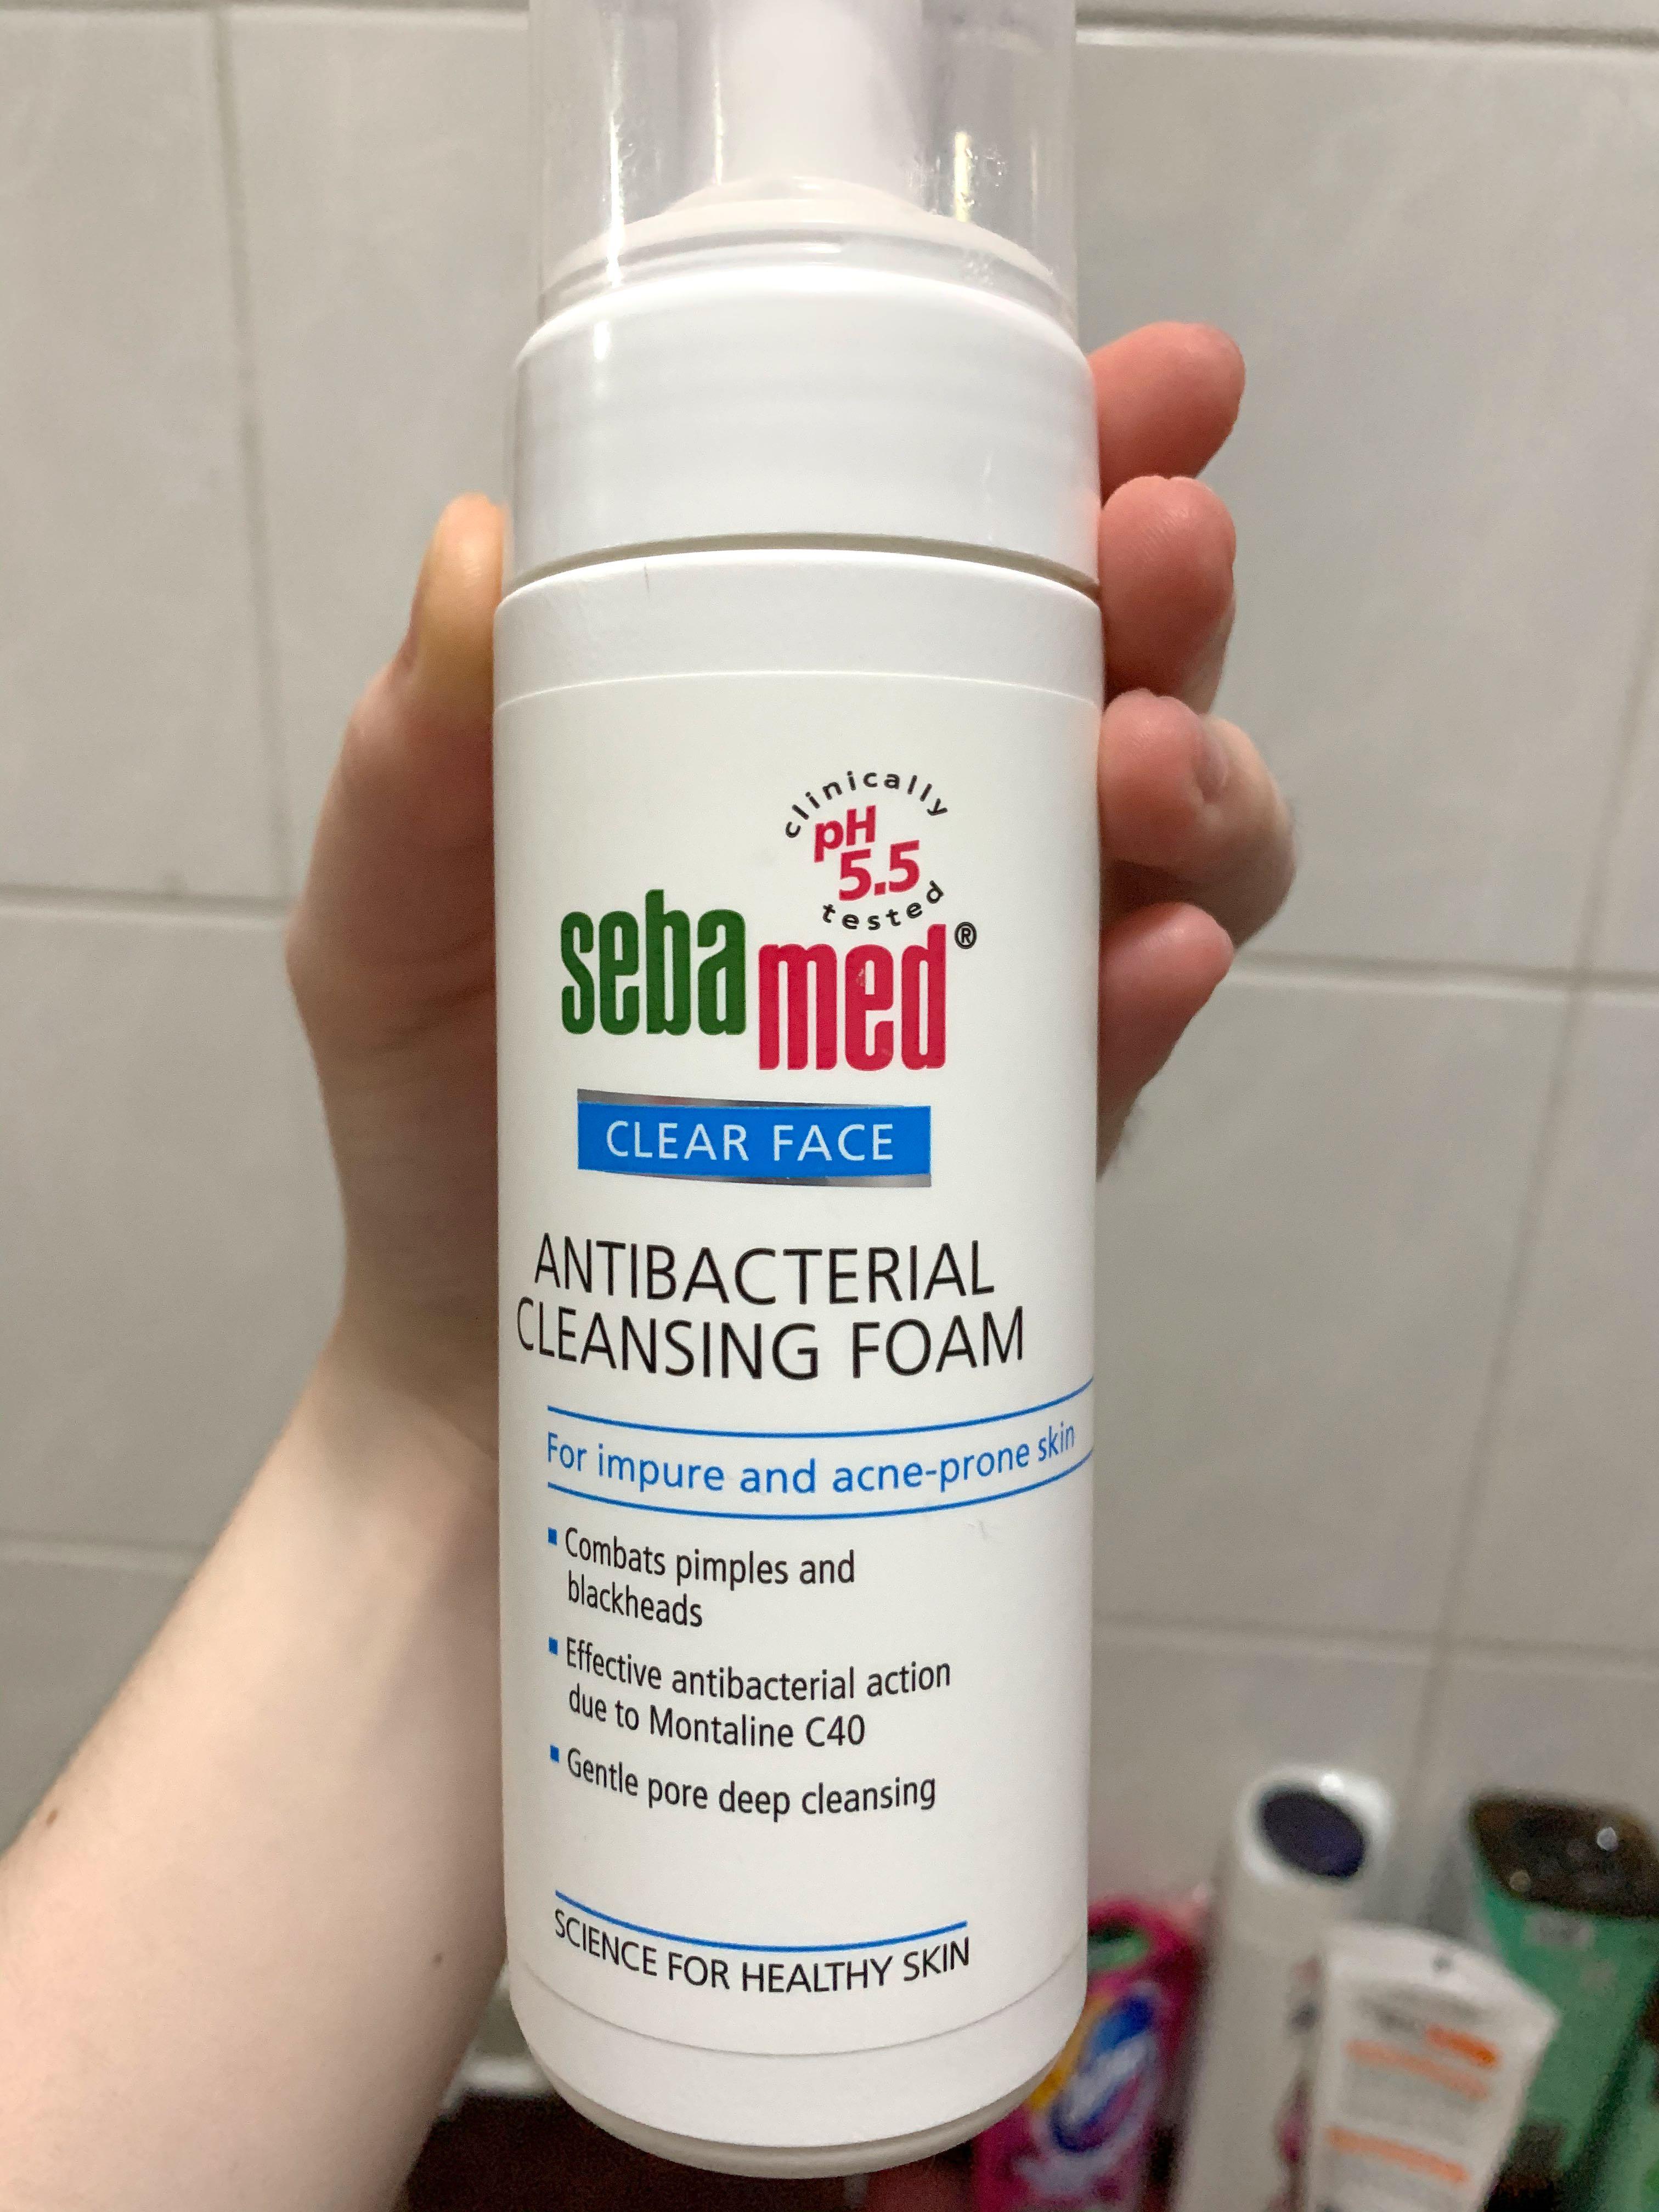 clinically
pH
5.5
tested
sebamed®
CLEAR FACE
ANTIBACTERIAL
CLEANSING FOAM
For impure and acne-prone skin
▪ Combats pimples and
blackheads
▪ Effective antibacterial action
due to Montaline C40
▪ Gentle pore deep cleansing
SCIENCE FOR HEALTHY SKIN